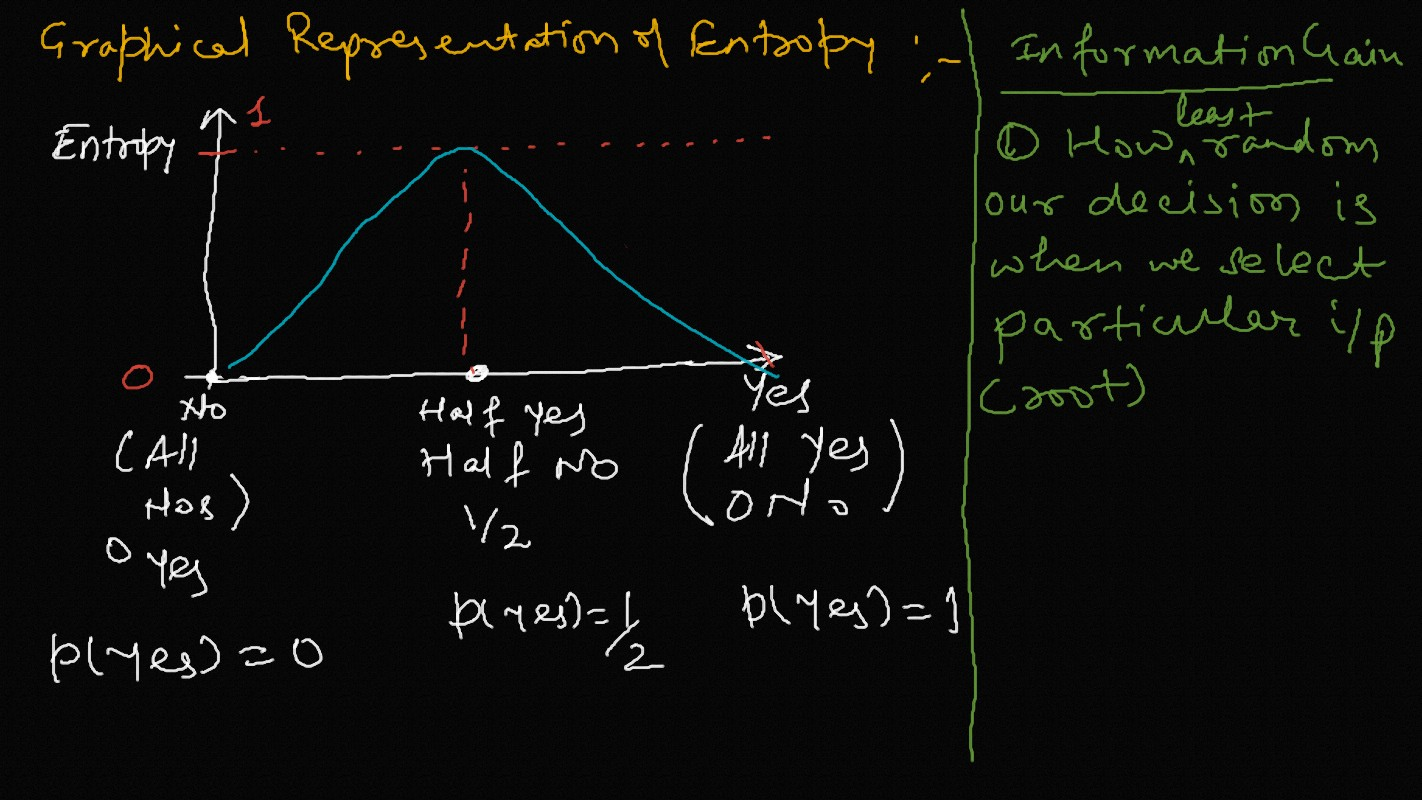 Graphical Representation of Entropy :-
1
Entropy
0
No
(All
Nos)
0 Yes
P(Yes) = 0
Half Yes
Half No
1/2
P(Yes) = 1/2
Yes
(All Yes
0 No)
P(Yes) = 1
Information Gain
① How least random
our decision is
when we select
particular i/p
(root)